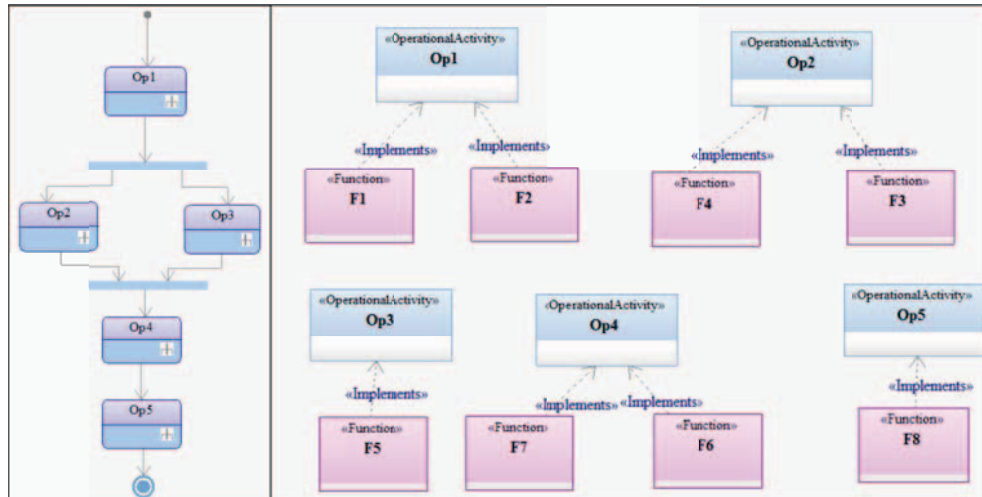 Op1
Op2
Op3
Op4
Op5
«OperationalActivity»
Op1
«OperationalActivity»
Op2
«Implements»
«Implements»
«Implements»
«Implements»
«Function»
F1
«Function»
F2
«Function»
F4
«Function»
F3
«OperationalActivity»
Op3
«OperationalActivity»
Op4
«OperationalActivity»
Op5
«Implements»
«Implements»
«Implements»
«Implements»
«Function»
F5
«Function»
F7
«Function»
F6
«Function»
F8